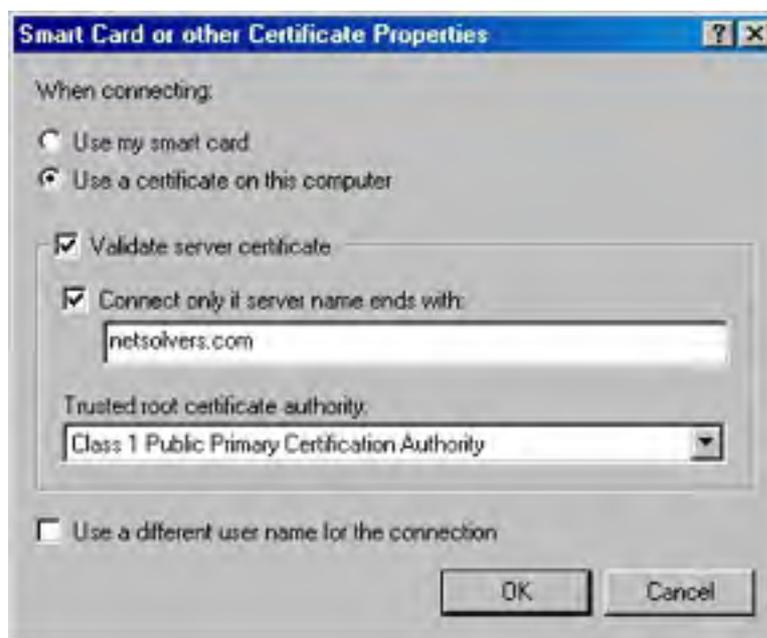 Smart Card or other Certificate Properties
When connecting:
Use my smart card
Use a certificate on this computer
Validate server certificate
Connect only if server name ends with:
netsolvers.com
Trusted root certificate authority:
Class 1 Public Primary Certification Authority
Use a different user name for the connection
OK Cancel